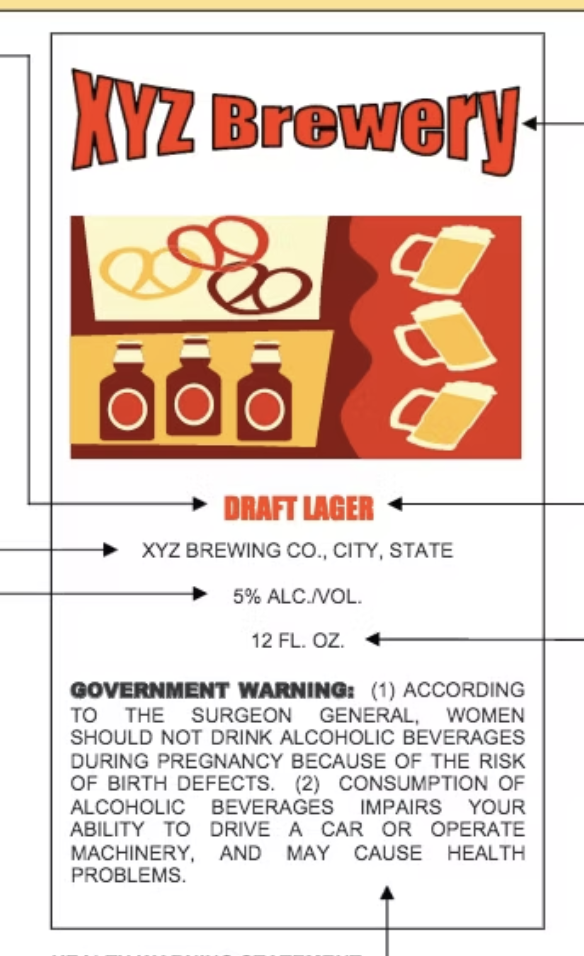 XYZ Brewery
DRAFT LAGER
XYZ BREWING CO., CITY, STATE
5% ALC./VOL.
12 FL. OZ.
GOVERNMENT WARNING: (1) ACCORDING
TO THE SURGEON GENERAL, WOMEN
SHOULD NOT DRINK ALCOHOLIC BEVERAGES
DURING PREGNANCY BECAUSE OF THE RISK
OF BIRTH DEFECTS. (2) CONSUMPTION OF
ALCOHOLIC BEVERAGES IMPAIRS YOUR
ABILITY TO DRIVE A CAR OR OPERATE
MACHINERY, AND MAY CAUSE HEALTH
PROBLEMS.